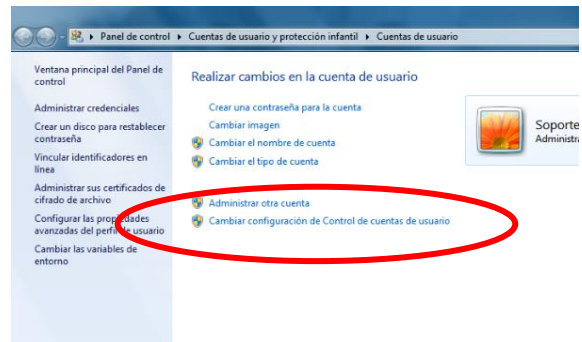 Panel de control ▸ Cuentas de usuario y protección infantil ▸ Cuentas de usuario
Ventana principal del Panel de
control
Administrar credenciales
Crear un disco para restablecer
contraseña
Vincular identificadores en
línea
Administrar sus certificados de
cifrado de archivo
Configurar las propiedades
avanzadas del perfil de usuario
Cambiar las variables de
entorno
Realizar cambios en la cuenta de usuario
Crear una contraseña para la cuenta
Cambiar imagen
Cambiar el nombre de cuenta
Cambiar el tipo de cuenta
Administrar otra cuenta
Cambiar configuración de Control de cuentas de usuario
Soporte
Administra